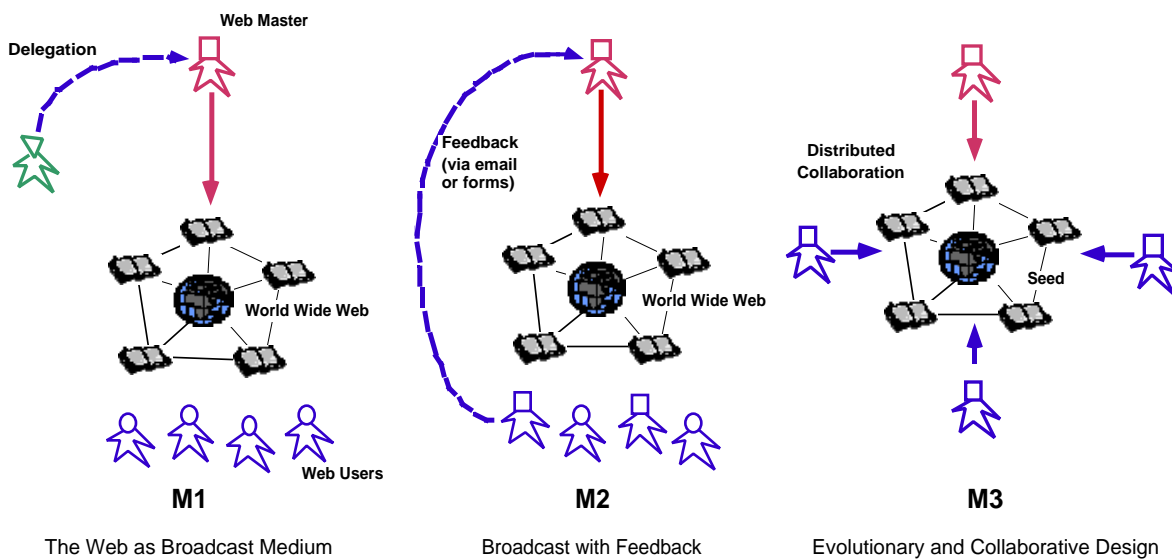 Web Master
Delegation
World Wide Web
Web Users
M1
The Web as Broadcast Medium
Feedback
(via email
or forms)
World Wide Web
M2
Broadcast with Feedback
Distributed
Collaboration
Seed
M3
Evolutionary and Collaborative Design